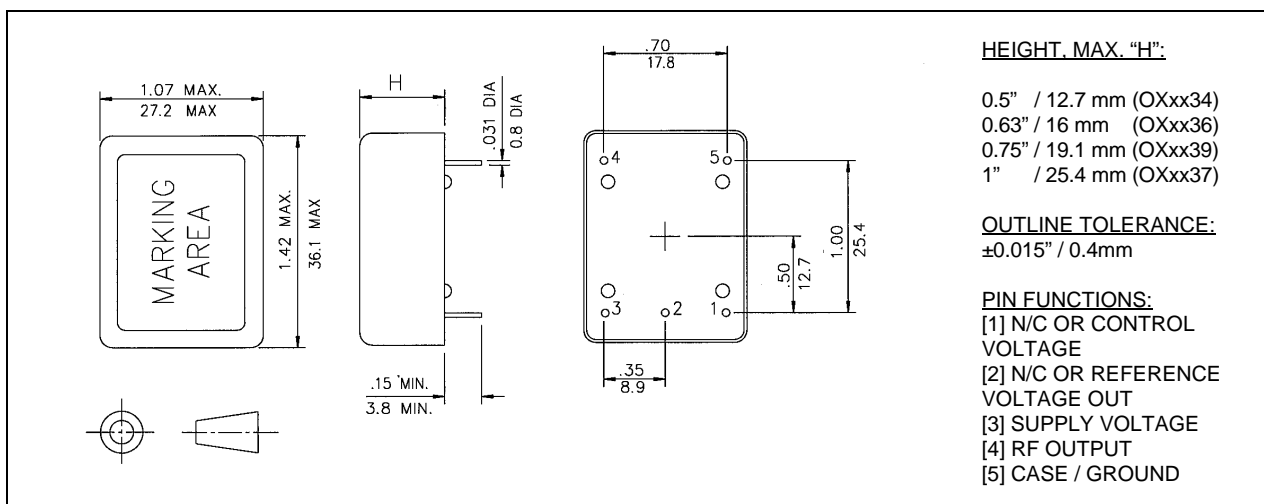 1.07 MAX.
27.2 MAX
MARKING
AREA
1.42 MAX.
36.1 MAX
H
.031 DIA
0.8 DIA
.15 MIN.
3.8 MIN.
.70
17.8
4
5
3
2
1
1.00
25.4
.50
12.7
.35
8.9
HEIGHT, MAX. “H”:
0.5” / 12.7 mm (OXxx34)
0.63” / 16 mm (OXxx36)
0.75” / 19.1 mm (OXxx39)
1” / 25.4 mm (OXxx37)
OUTLINE TOLERANCE:
±0.015” / 0.4mm
PIN FUNCTIONS:
[1] N/C OR CONTROL
VOLTAGE
[2] N/C OR REFERENCE
VOLTAGE OUT
[3] SUPPLY VOLTAGE
[4] RF OUTPUT
[5] CASE / GROUND